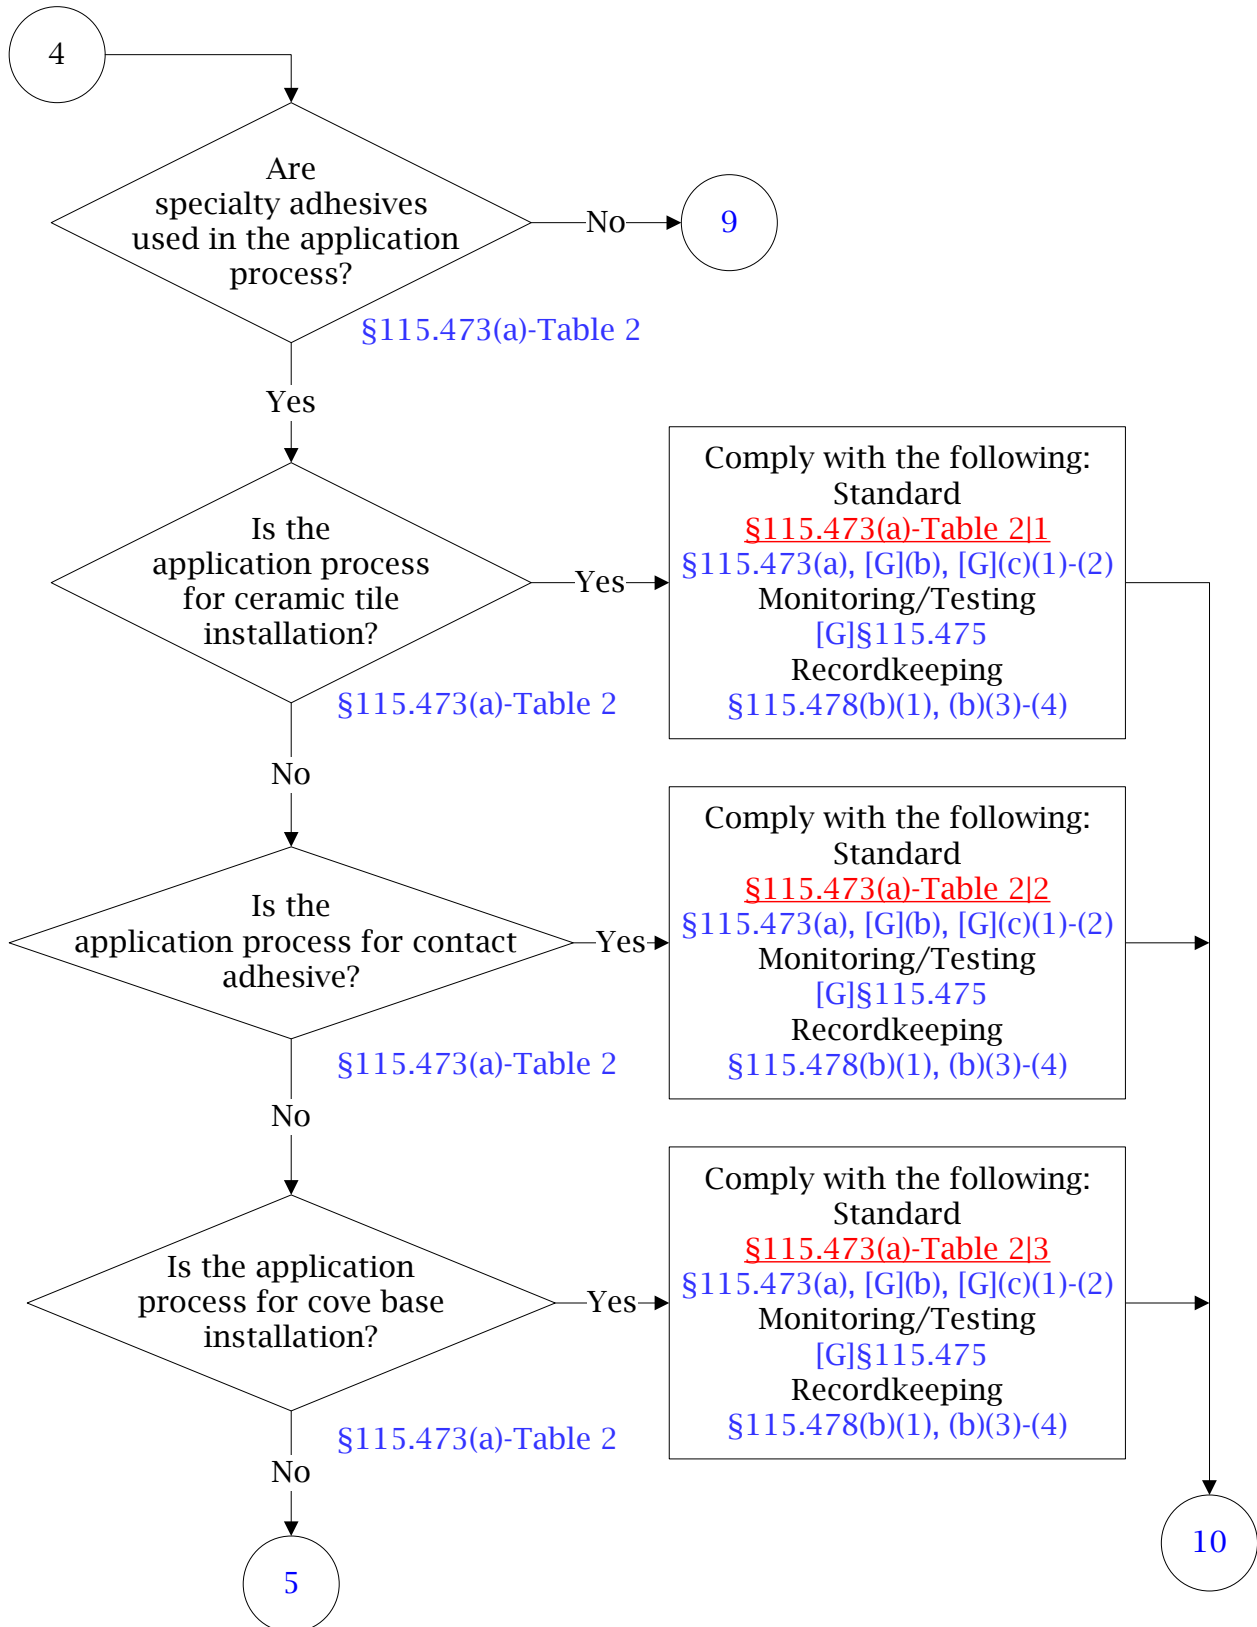 4
Are
specialty adhesives
used in the application
process?
No
9
§115.473(a)-Table 2
Yes
Is the
application process
for ceramic tile
installation?
Yes
§115.473(a)-Table 2
Comply with the following:
Standard
§115.473(a)-Table 2|1
§115.473(a), [G](b), [G](c)(1)-(2)
Monitoring/Testing
[G]§115.475
Recordkeeping
§115.478(b)(1), (b)(3)-(4)
No
Is the
application process for contact
adhesive?
Yes
§115.473(a)-Table 2
Comply with the following:
Standard
§115.473(a)-Table 2|2
§115.473(a), [G](b), [G](c)(1)-(2)
Monitoring/Testing
[G]§115.475
Recordkeeping
§115.478(b)(1), (b)(3)-(4)
No
Is the application
process for cove base
installation?
Yes
§115.473(a)-Table 2
Comply with the following:
Standard
§115.473(a)-Table 2|3
§115.473(a), [G](b), [G](c)(1)-(2)
Monitoring/Testing
[G]§115.475
Recordkeeping
§115.478(b)(1), (b)(3)-(4)
No
5
10